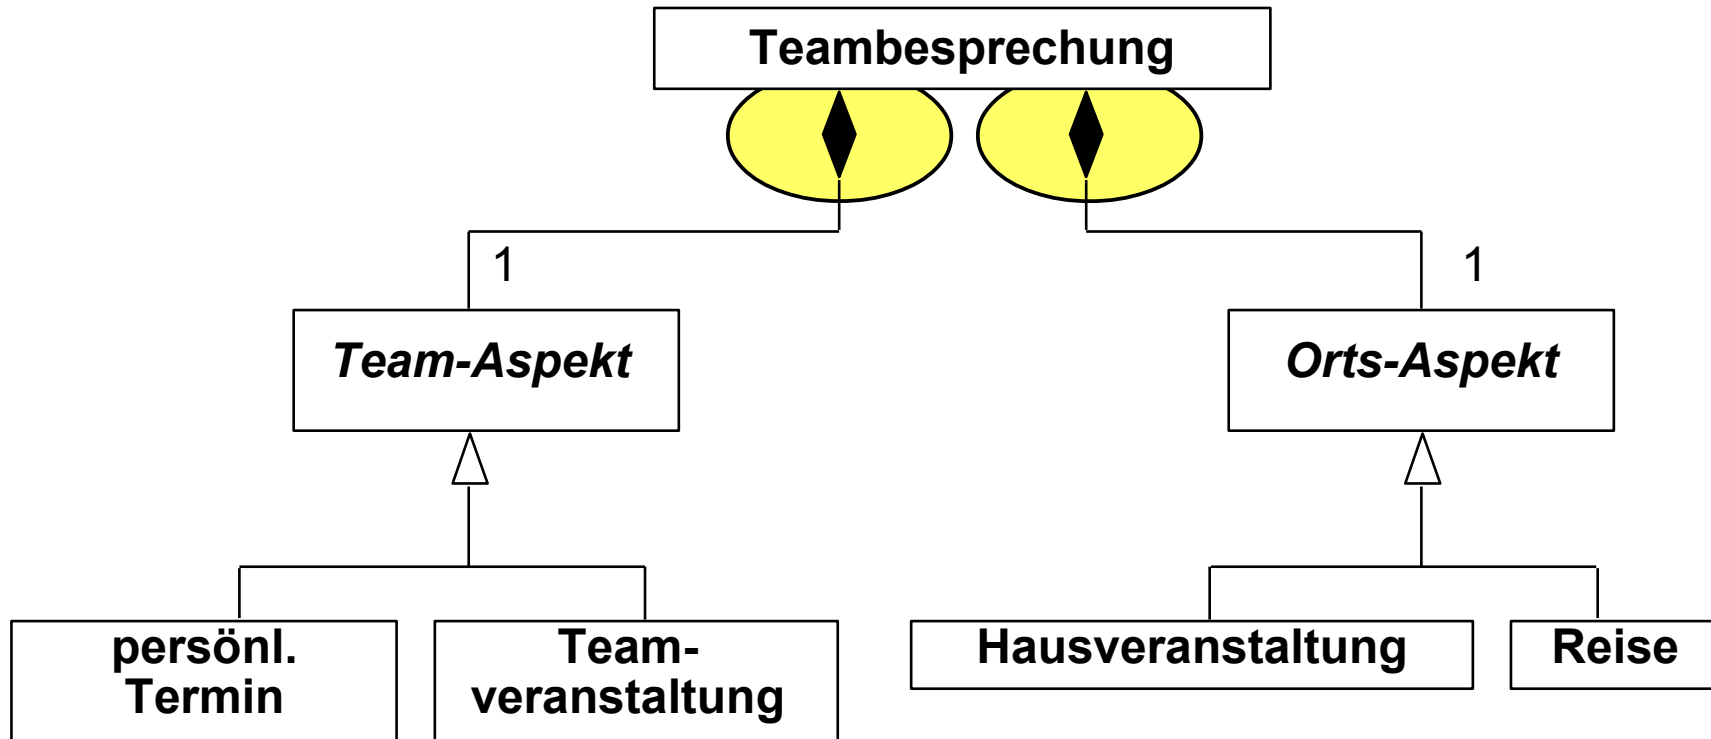 Teambesprechung
1
1
Team-Aspekt
Orts-Aspekt
persönl.
Termin
Team-
veranstaltung
Hausveranstaltung
Reise